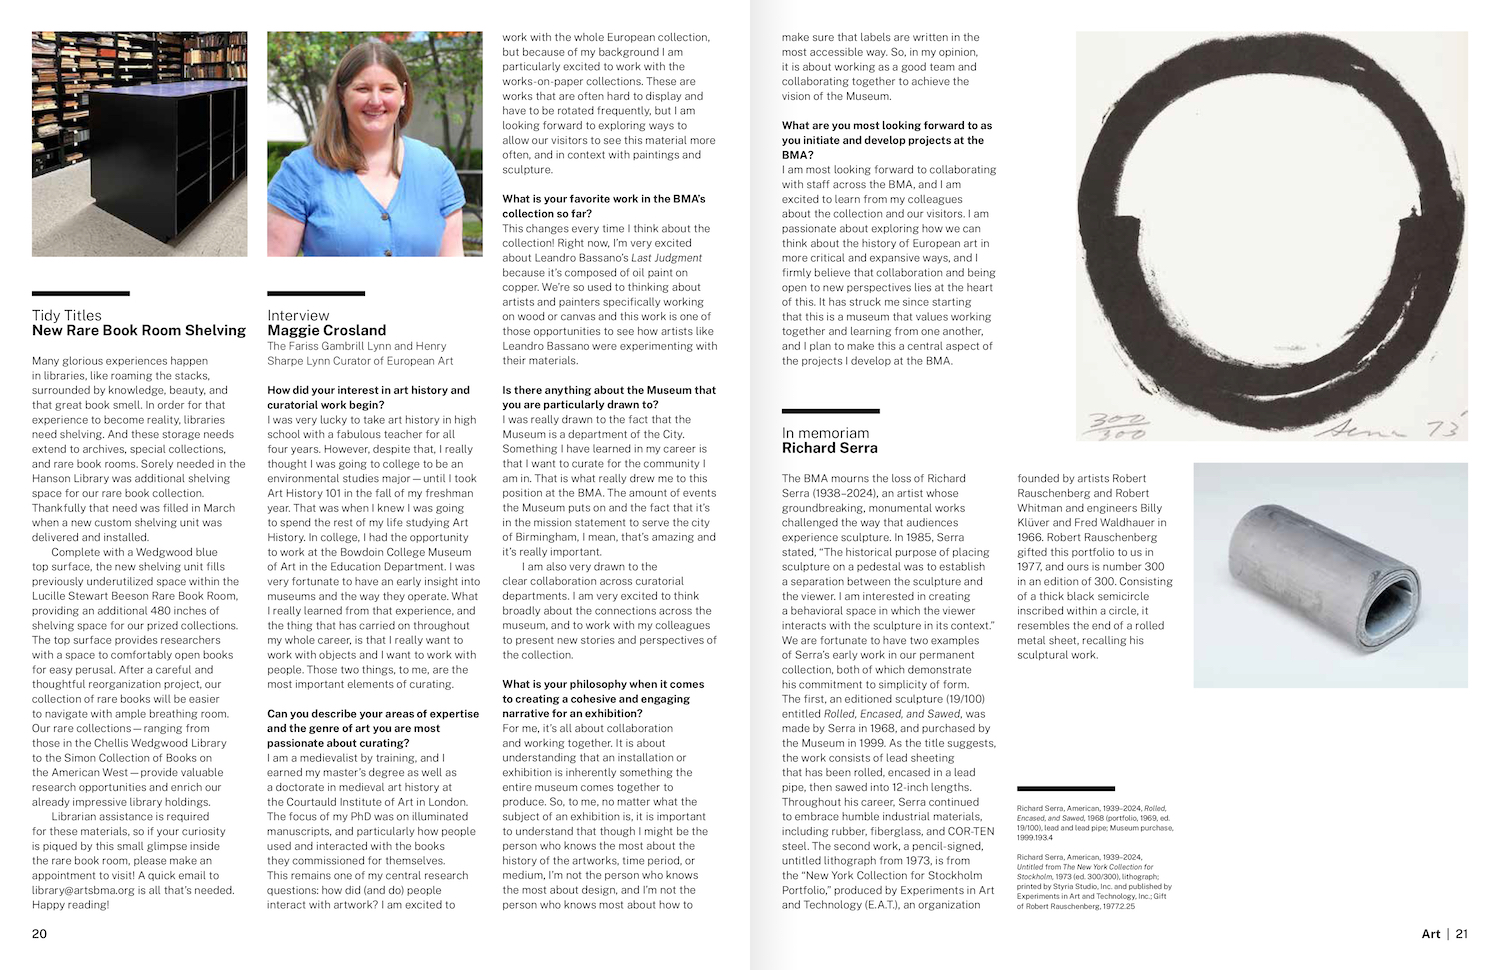 Tidy Titles
New Rare Book Room Shelving
Many glorious experiences happen
in libraries, like roaming the stacks,
surrounded by knowledge, beauty, and
that great book smell. In order for that
experience to become reality, libraries
need shelving. And these storage needs
extend to archives, special collections,
and rare book rooms. Sorely needed in the
Hanson Library was additional shelving
space for our rare book collection.
Thankfully that need was filled in March
when a new custom shelving unit was
delivered and installed.
Complete with a Wedgwood blue
top surface, the new shelving unit fills
previously underutilized space within the
Lucille Stewart Beeson Rare Book Room,
providing an additional 480 inches of
shelving space for our prized collections.
The top surface provides researchers
with a space to comfortably open books
for easy perusal. After a careful and
thoughtful reorganization project, our
collection of rare books will be easier
to navigate with ample breathing room.
Our rare collections—ranging from
those in the Chellis Wedgwood Library
to the Simon Collection of Books on
the American West—provide valuable
research opportunities and enrich our
already impressive library holdings.
Librarian assistance is required
for these materials, so if your curiosity
is piqued by this small glimpse inside
the rare book room, please make an
appointment to visit! A quick email to
library@artsbma.org is all that's needed.
Happy reading!
Interview
Maggie Crosland
The Fariss Gambrill Lynn and Henry
Sharpe Lynn Curator of European Art
How did your interest in art history and
curatorial work begin?
I was very lucky to take art history in high
school with a fabulous teacher for all
four years. However, despite that, I really
thought I was going to college to be an
environmental studies major—until I took
Art History 101 in the fall of my freshman
year. That was when I knew I was going
to spend the rest of my life studying Art
History. In college, I had the opportunity
to work at the Bowdoin College Museum
of Art in the Education Department. I was
very fortunate to have an early insight into
museums and the way they operate. What
I really learned from that experience, and
the thing that has carried on throughout
my whole career, is that I really want to
work with objects and I want to work with
people. Those two things, to me, are the
most important elements of curating.
Can you describe your areas of expertise
and the genre of art you are most
passionate about curating?
I am a medievalist by training, and I
earned my master's degree as well as
a doctorate in medieval art history at
the Courtauld Institute of Art in London.
The focus of my PhD was on illuminated
manuscripts, and particularly how people
used and interacted with the books
they commissioned for themselves.
This remains one of my central research
questions: how did (and do) people
interact with artwork? I am excited to
work with the whole European collection,
but because of my background I am
particularly excited to work with the
works-on-paper collections. These are
works that are often hard to display and
have to be rotated frequently, but I am
looking forward to exploring ways to
allow our visitors to see this material more
often, and in context with paintings and
sculpture.
What is your favorite work in the BMA's
collection so far?
This changes every time I think about the
collection! Right now, I'm very excited
about Leandro Bassano's Last Judgment
because it's composed of oil paint on
copper. We're so used to thinking about
artists and painters specifically working
on wood or canvas and this work is one of
those opportunities to see how artists like
Leandro Bassano were experimenting with
their materials.
Is there anything about the Museum that
you are particularly drawn to?
I was really drawn to the fact that the
Museum is a department of the City.
Something I have learned in my career is
that I want to curate for the community I
am in. That is what really drew me to this
position at the BMA. The amount of events
the Museum puts on and the fact that it's
in the mission statement to serve the city
of Birmingham, I mean, that's amazing and
it's really important.
I am also very drawn to the
clear collaboration across curatorial
departments. I am very excited to think
broadly about the connections across the
museum, and to work with my colleagues
to present new stories and perspectives of
the collection.
What is your philosophy when it comes
to creating a cohesive and engaging
narrative for an exhibition?
For me, it's all about collaboration
and working together. It is about
understanding that an installation or
exhibition is inherently something the
entire museum comes together to
produce. So, to me, no matter what the
subject of an exhibition is, it is important
to understand that though I might be the
person who knows the most about the
history of the artworks, time period, or
medium, I'm not the person who knows
the most about design, and I'm not the
person who knows most about how to
20
make sure that labels are written in the
most accessible way. So, in my opinion,
it is about working as a good team and
collaborating together to achieve the
vision of the Museum.
What are you most looking forward to as
you initiate and develop projects at the
BMA?
I am most looking forward to collaborating
with staff across the BMA, and I am
excited to learn from my colleagues
about the collection and our visitors. I am
passionate about exploring how we can
think about the history of European art in
more critical and expansive ways, and I
firmly believe that collaboration and being
open to new perspectives lies at the heart
of this. It has struck me since starting
that this is a museum that values working
together and learning from one another,
and I plan to make this a central aspect of
the projects I develop at the BMA.
In memoriam
Richard Serra
The BMA mourns the loss of Richard
Serra (1938–2024), an artist whose
groundbreaking, monumental works
challenged the way that audiences
experience sculpture. In 1985, Serra
stated, "The historical purpose of placing
sculpture on a pedestal was to establish
a separation between the sculpture and
the viewer. I am interested in creating
a behavioral space in which the viewer
interacts with the sculpture in its context."
We are fortunate to have two examples
of Serra's early work in our permanent
collection, both of which demonstrate
his commitment to simplicity of form.
The first, an editioned sculpture (19/100)
entitled Rolled, Encased, and Sawed, was
made by Serra in 1968, and purchased by
the Museum in 1999. As the title suggests,
the work consists of lead sheeting
that has been rolled, encased in a lead
pipe, then sawed into 12-inch lengths.
Throughout his career, Serra continued
to embrace humble industrial materials,
including rubber, fiberglass, and COR-TEN
steel. The second work, a pencil-signed,
untitled lithograph from 1973, is from
the "New York Collection for Stockholm
Portfolio," produced by Experiments in Art
and Technology (E.A.T.), an organization
founded by artists Robert
Rauschenberg and Robert
Whitman and engineers Billy
Klüver and Fred Waldhauer in
1966. Robert Rauschenberg
gifted this portfolio to us in
1977, and ours is number 300
in an edition of 300. Consisting
of a thick black semicircle
inscribed within a circle, it
resembles the end of a rolled
metal sheet, recalling his
sculptural work.
300
300
Serra 73'
Richard Serra, American, 1939–2024, Rolled,
Encased, and Sawed, 1968 (portfolio, 1969, ed.
19/100), lead and lead pipe; Museum purchase,
1999.193.4
Richard Serra, American, 1939–2024,
Untitled from The New York Collection for
Stockholm, 1973 (ed. 300/300), lithograph;
printed by Styria Studio, Inc. and published by
Experiments in Art and Technology, Inc.; Gift
of Robert Rauschenberg, 1977.2.25
Art | 21